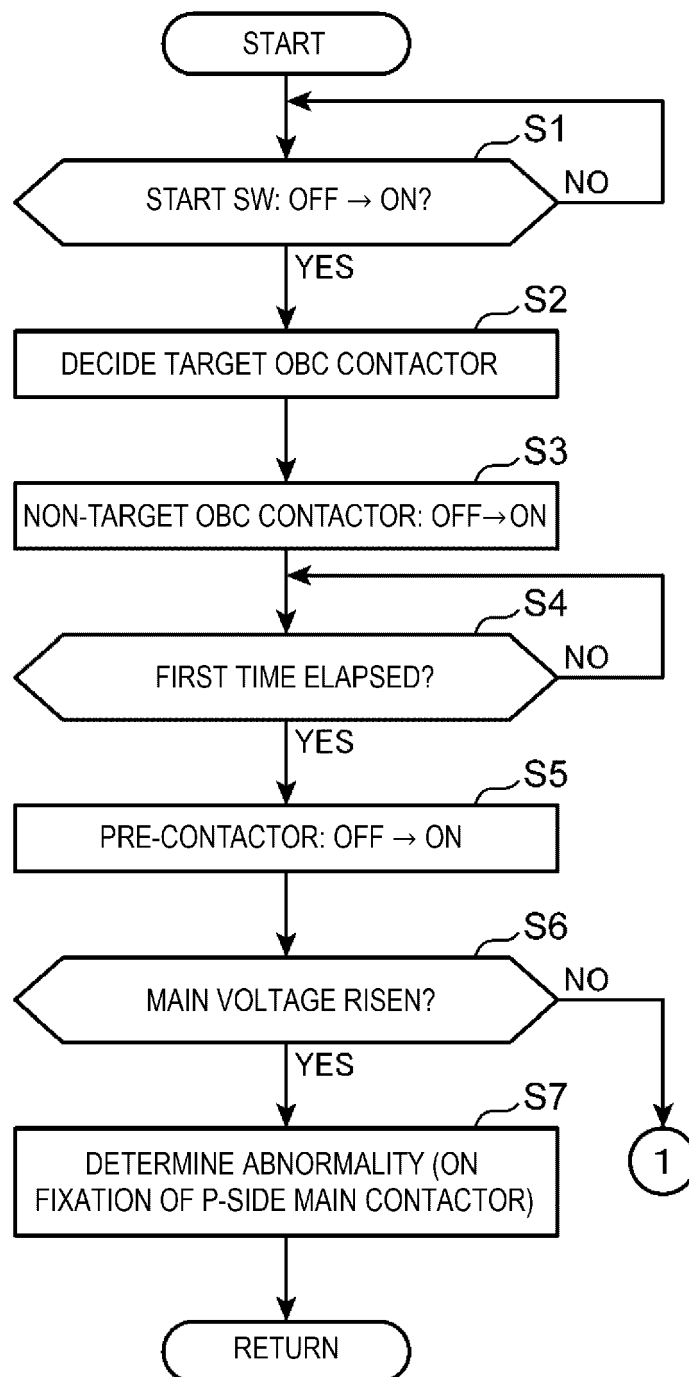 START
S1
START SW: OFF → ON?
NO
YES
S2
DECIDE TARGET OBC CONTACTOR
S3
NON-TARGET OBC CONTACTOR: OFF→ON
S4
FIRST TIME ELAPSED?
NO
YES
S5
PRE-CONTACTOR: OFF → ON
S6
MAIN VOLTAGE RISEN?
NO
YES
S7
DETERMINE ABNORMALITY (ON
FIXATION OF P-SIDE MAIN CONTACTOR)
1
RETURN